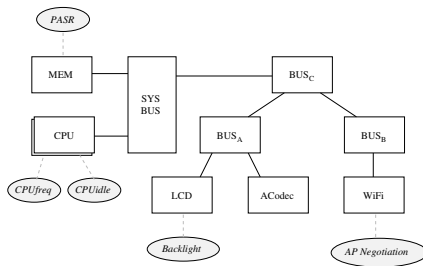 PASR
MEM
SYS
BUS
BUSC
CPU
BUSA
BUSB
CPUfreq
CPUidle
LCD
ACodec
WiFi
Backlight
AP Negotiation